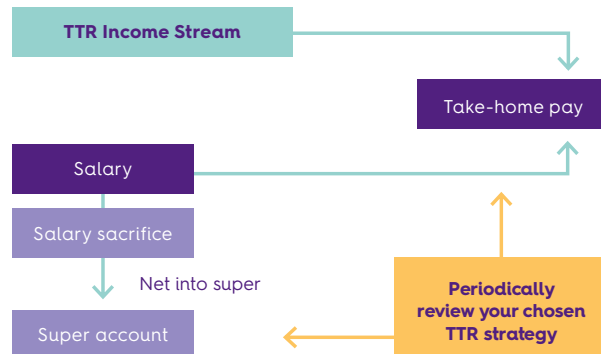 TTR Income Stream
Take-home pay
Salary
Salary sacrifice
Net into super
Super account
Periodically
review your chosen
TTR strategy